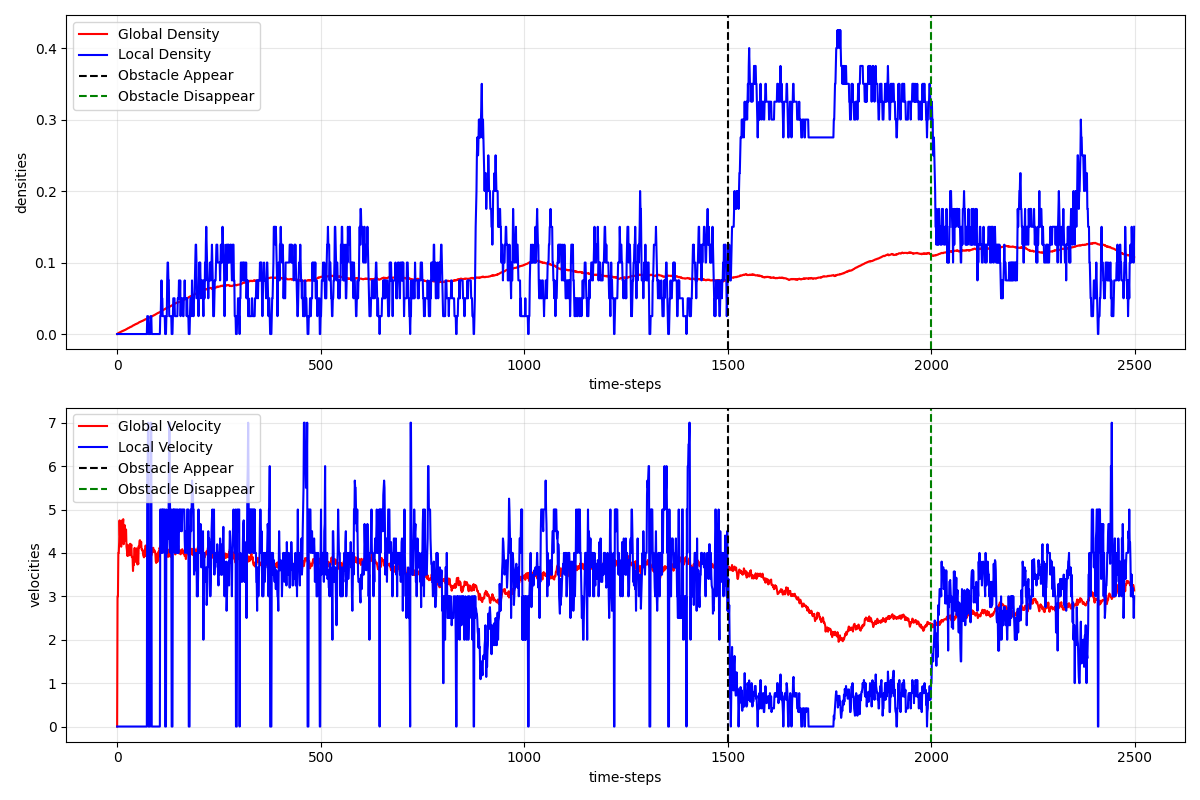 Global Density
Local Density
Obstacle Appear
Obstacle Disappear
densities
0.4
0.3
0.2
0.1
0.0
0 500 1000 1500 2000 2500
time-steps
Global Velocity
Local Velocity
Obstacle Appear
Obstacle Disappear
velocities
7
6
5
4
3
2
1
0
0 500 1000 1500 2000 2500
time-steps